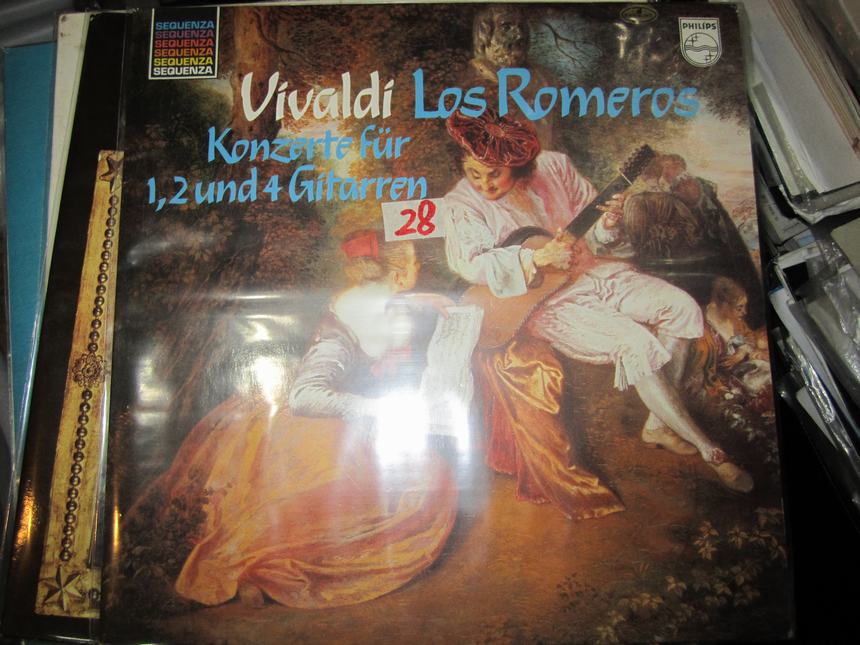 SEQUENZA
SEQUENZA
SEQUENZA
SEQUENZA
SEQUENZA
SEQUENZA
PHILIPS
Vivaldi Los Romeros
Konzerte für
1, 2 und 4 Gitarren
28